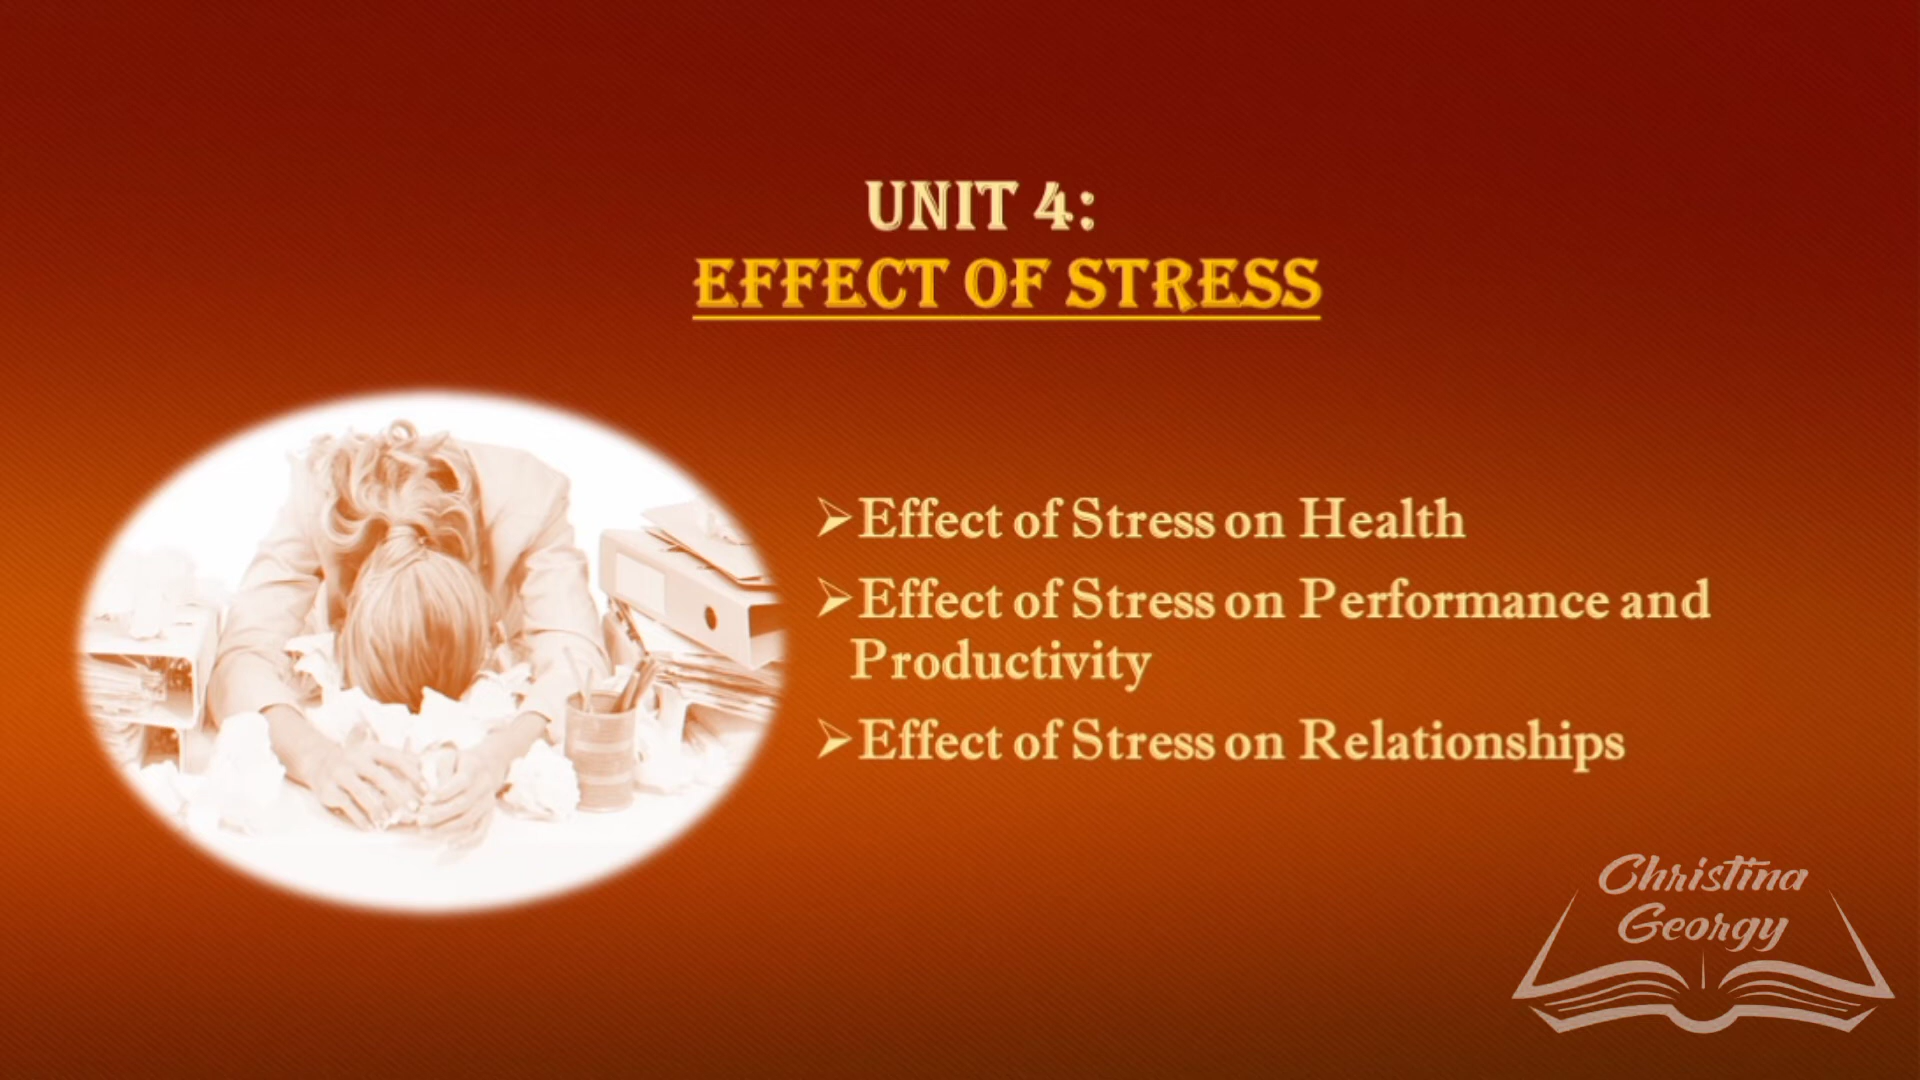 UNIT 4:
EFFECT OF STRESS
➢Effect of Stress on Health
➢Effect of Stress on Performance and
Productivity
➢Effect of Stress on Relationships
Christina
Georgy